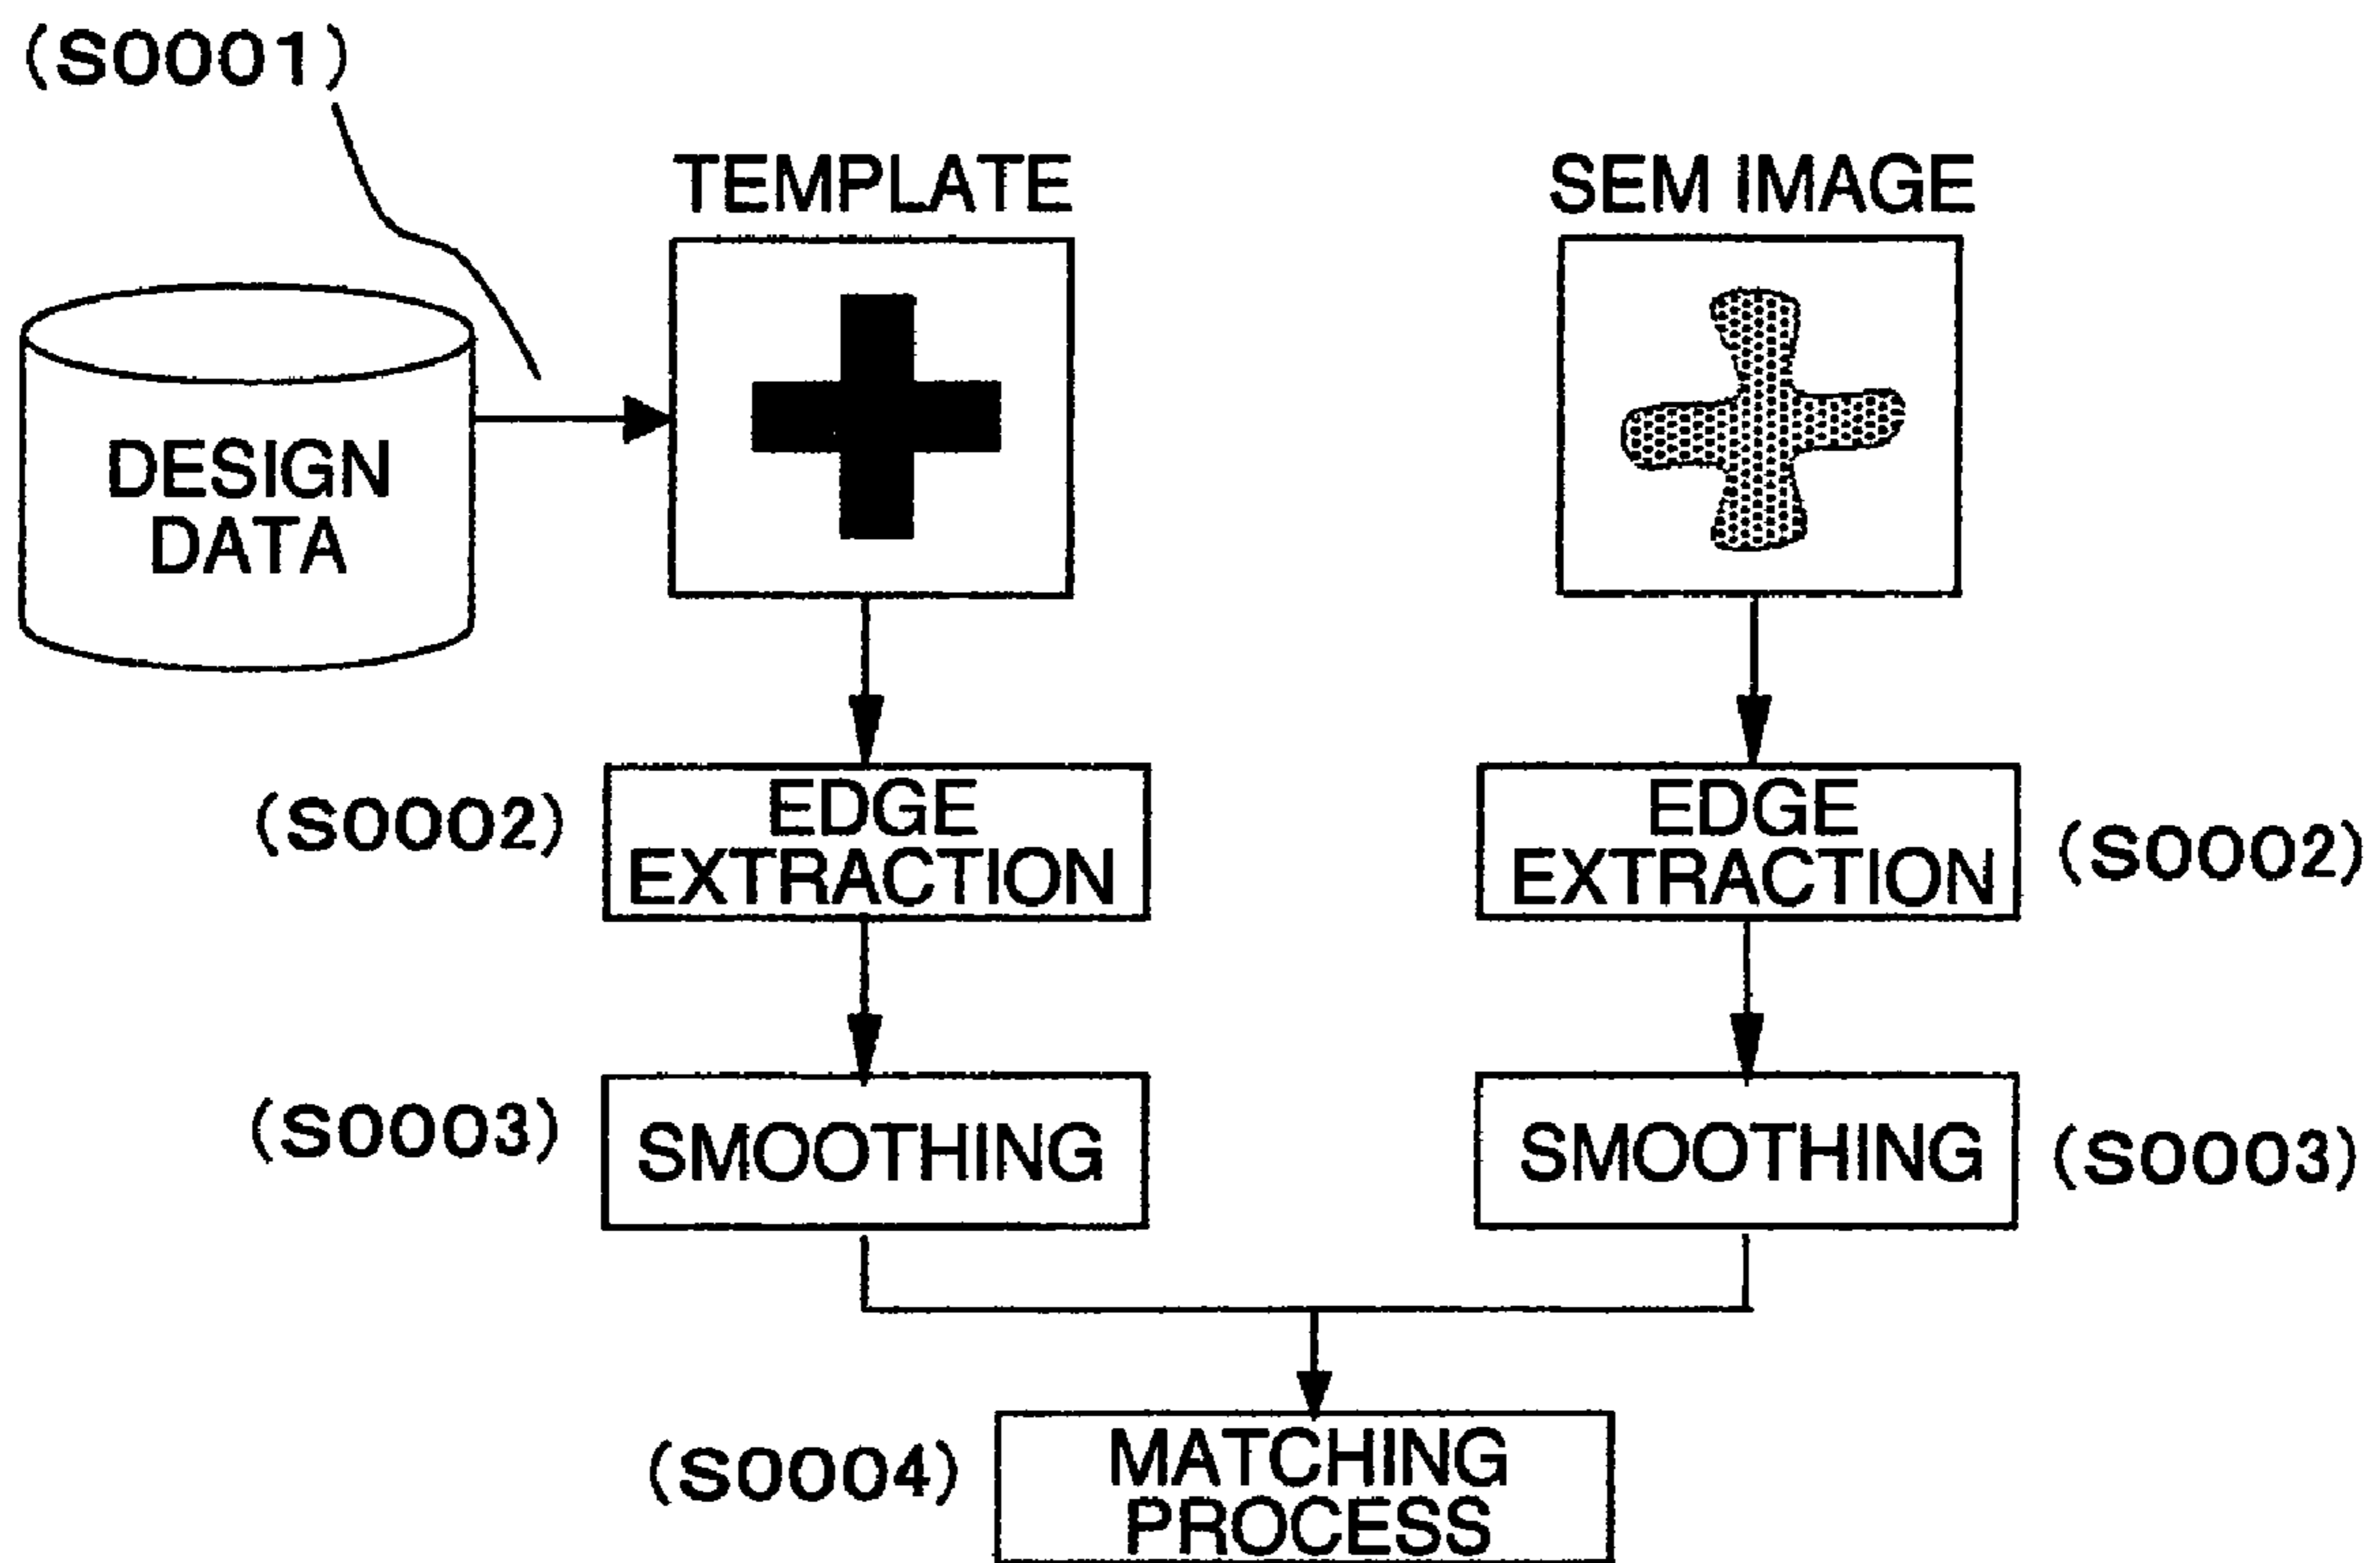 (S0001)
TEMPLATE
SEM IMAGE
DESIGN
DATA
(S0002)
EDGE
EXTRACTION
EDGE
EXTRACTION
(S0002)
(S0003)
SMOOTHING
SMOOTHING
(S0003)
(S0004)
MATCHING
PROCESS